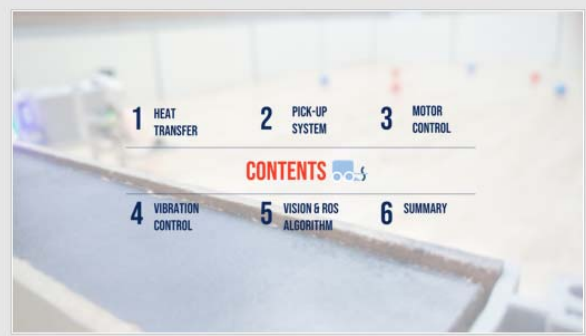 1 HEAT
TRANSFER
2 PICK-UP
SYSTEM
3 MOTOR
CONTROL
CONTENTS
4 VIBRATION
CONTROL
5 VISION & ROS
ALGORITHM
6 SUMMARY